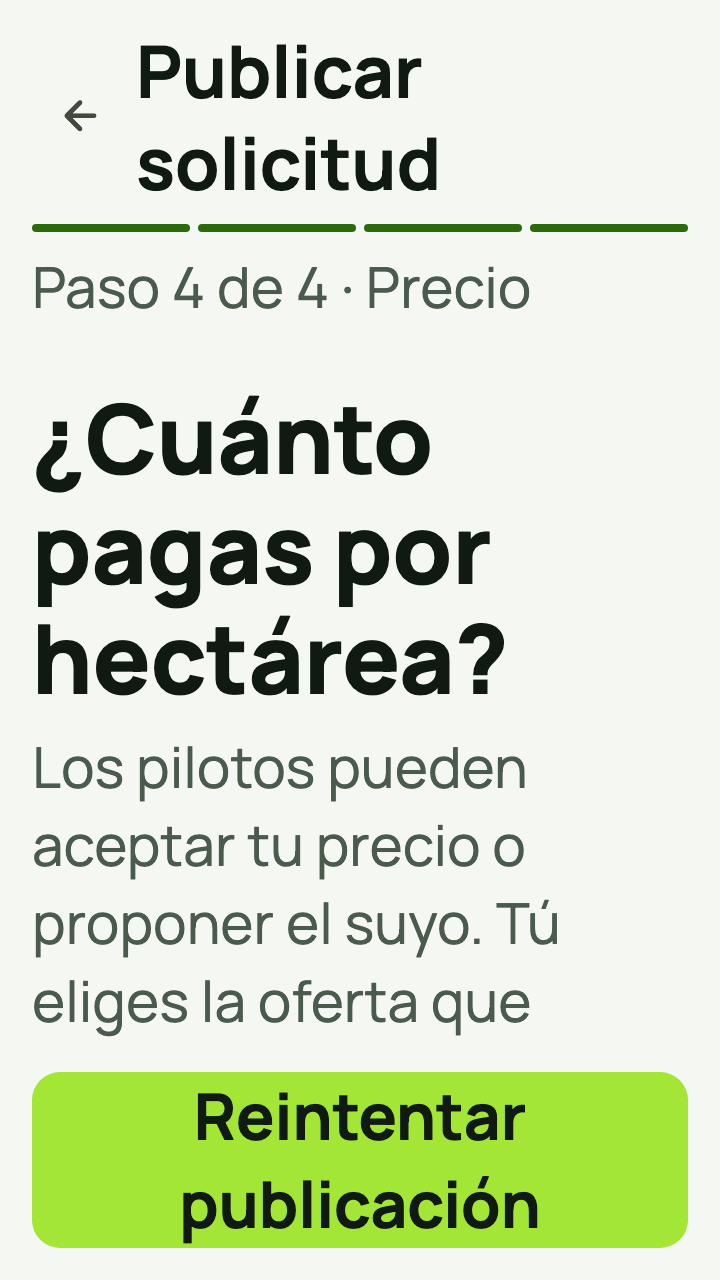 Publicar
solicitud
Paso 4 de 4 · Precio
¿Cuánto
pagas por
hectárea?
Los pilotos pueden
aceptar tu precio o
proponer el suyo. Tú
eliges la oferta que
Reintentar
publicación